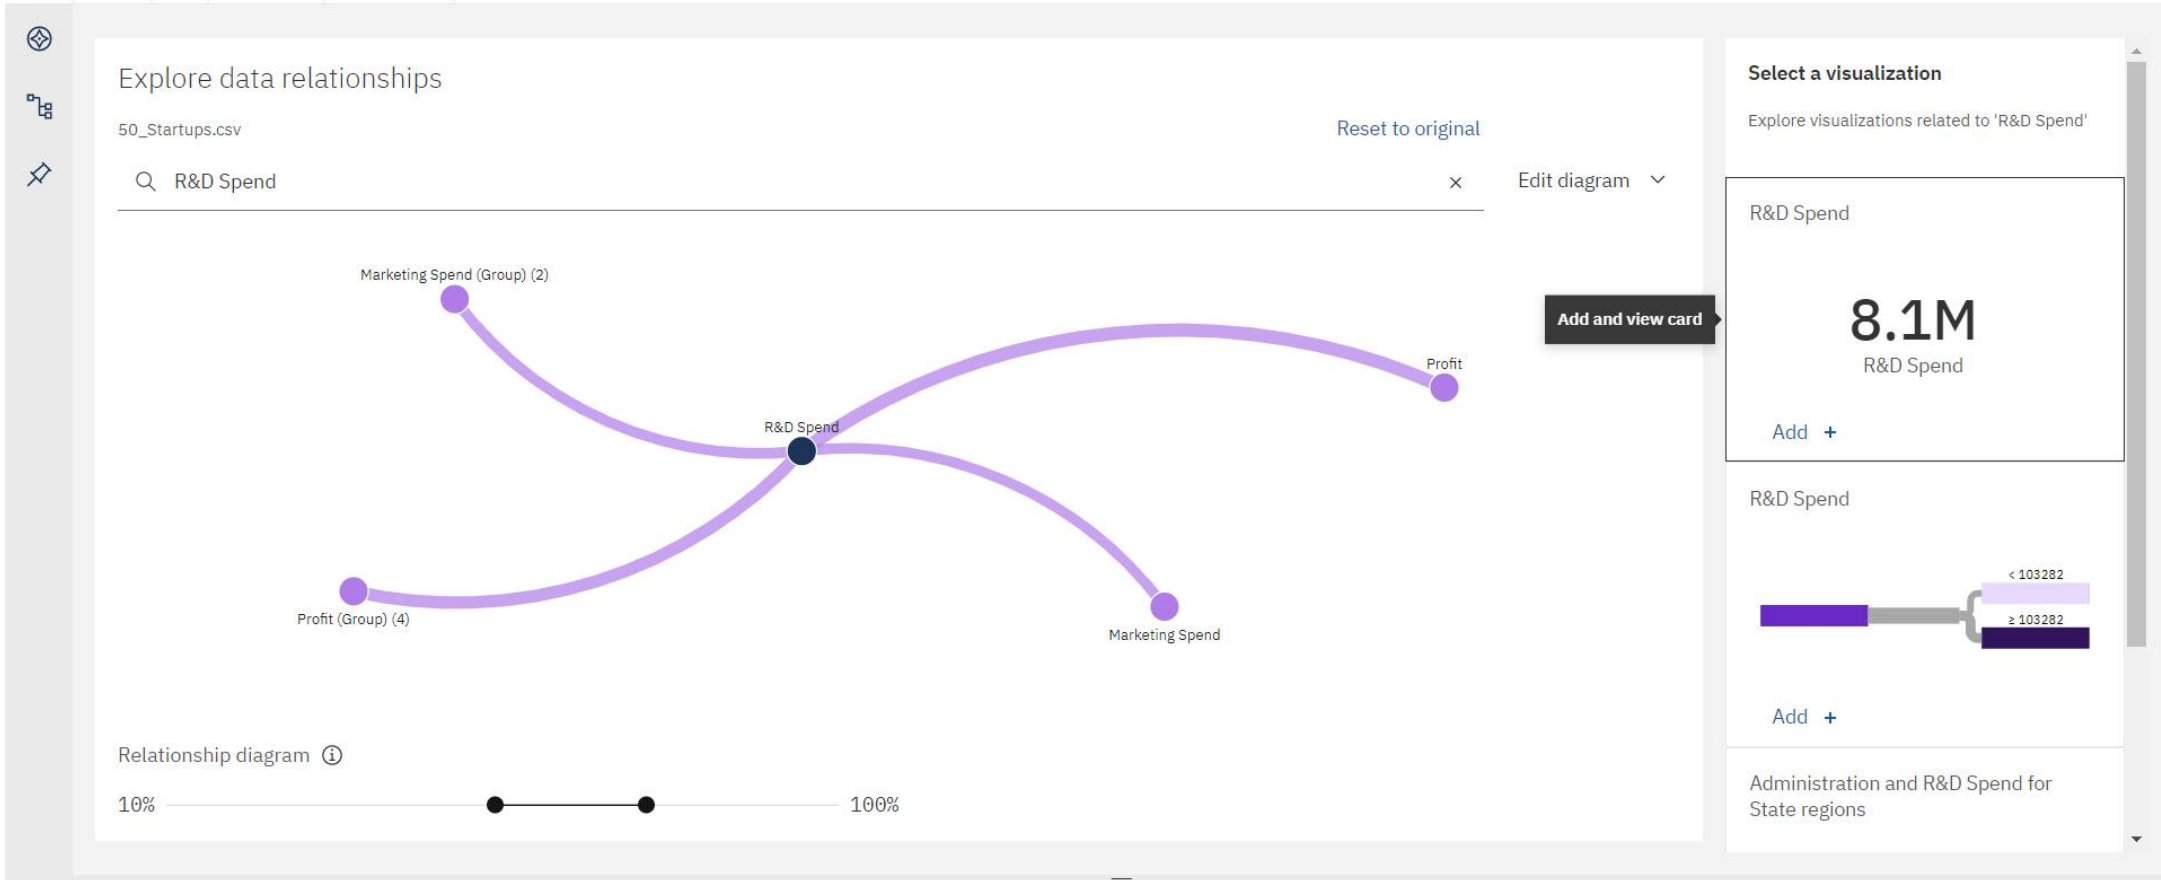 Explore data relationships
50_Startups.csv
Reset to original
R&D Spend
Edit diagram
Marketing Spend (Group) (2)
Profit
R&D Spend
Profit (Group) (4)
Marketing Spend
Relationship diagram
10%
100%
Add and view card
Select a visualization
Explore visualizations related to 'R&D Spend'
R&D Spend
8.1M
R&D Spend
Add +
R&D Spend
< 103282
≥ 103282
Add +
Administration and R&D Spend for
State regions